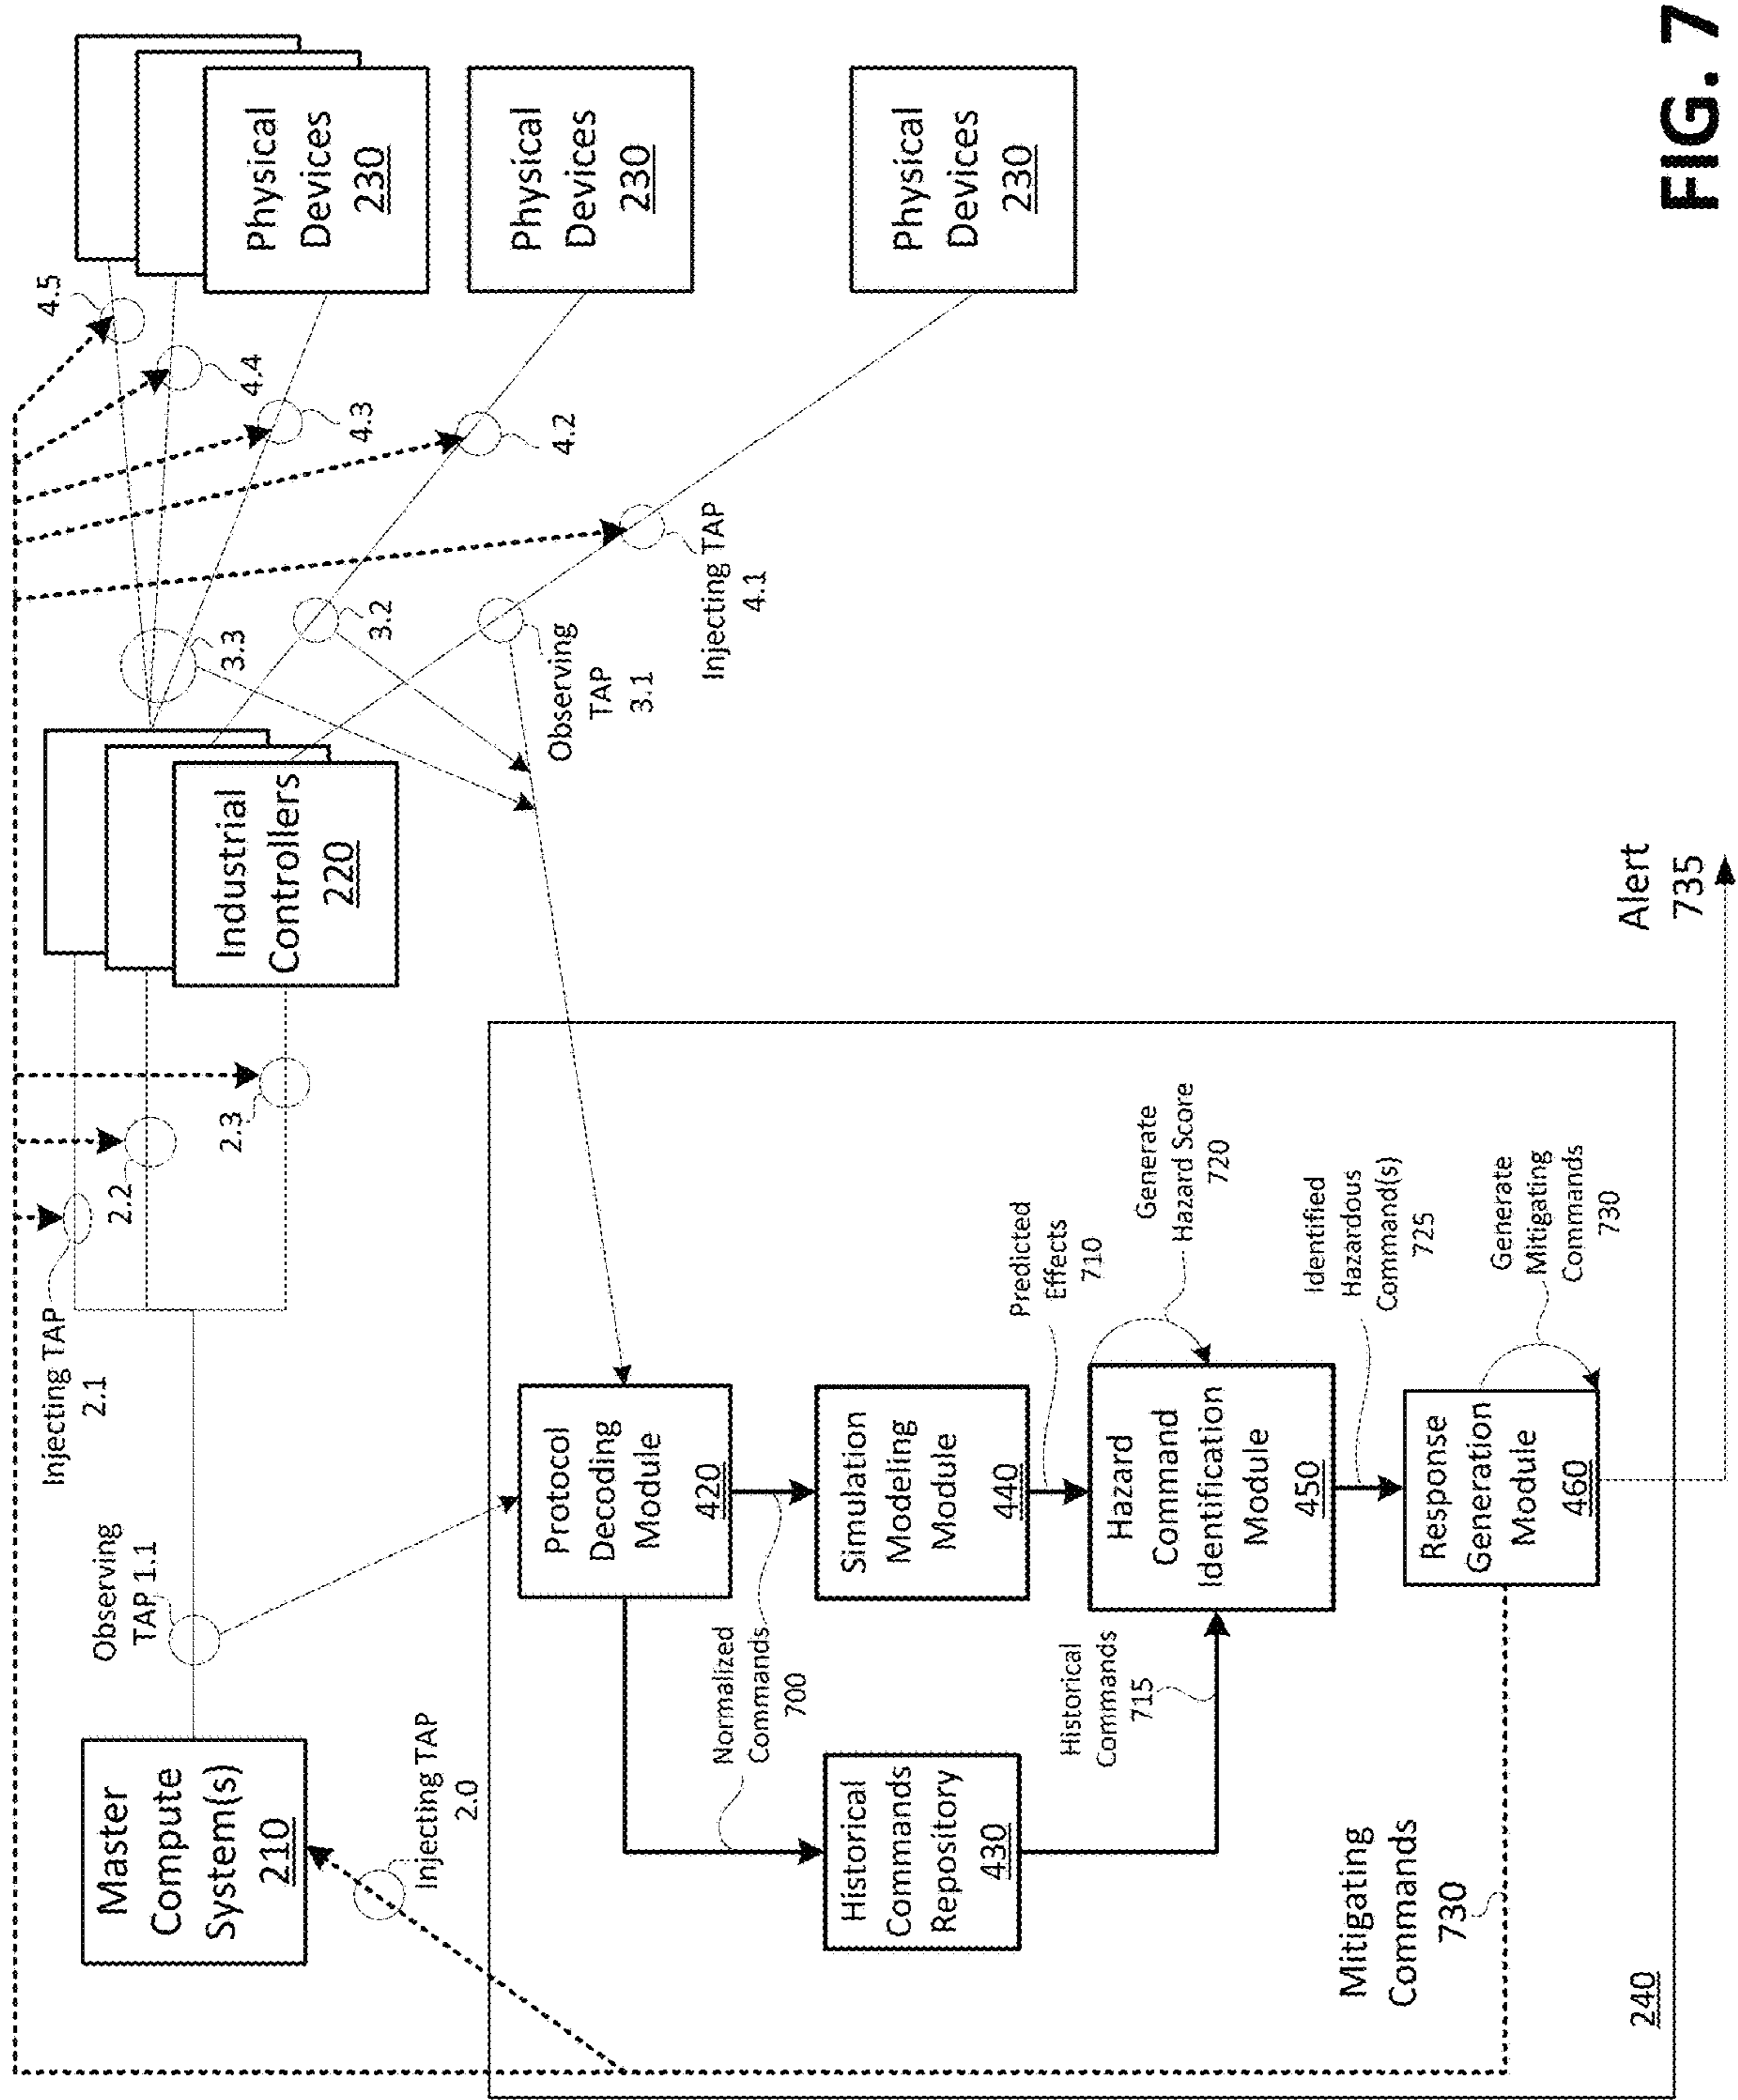 Master
Compute
System(s)
210
Observing
TAP 1.1
Injecting TAP
2.0
Injecting TAP
2.1
2.2
2.3
Industrial
Controllers
220
3.3
3.2
Observing
TAP
3.1
4.5
4.4
4.3
4.2
Injecting TAP
4.1
Physical
Devices
230
Physical
Devices
230
Physical
Devices
230
Protocol
Decoding
Module
420
Normalized
Commands
700
Simulation
Modeling
Module
440
Historical
Commands
Repository
430
Predicted
Effects
710
Historical
Commands
715
Hazard
Command
Identification
Module
450
Generate
Hazard Score
720
Identified
Hazardous
Command(s)
725
Response
Generation
Module
460
Generate
Mitigating
Commands
730
Mitigating
Commands
730
240
Alert
735
FIG. 7